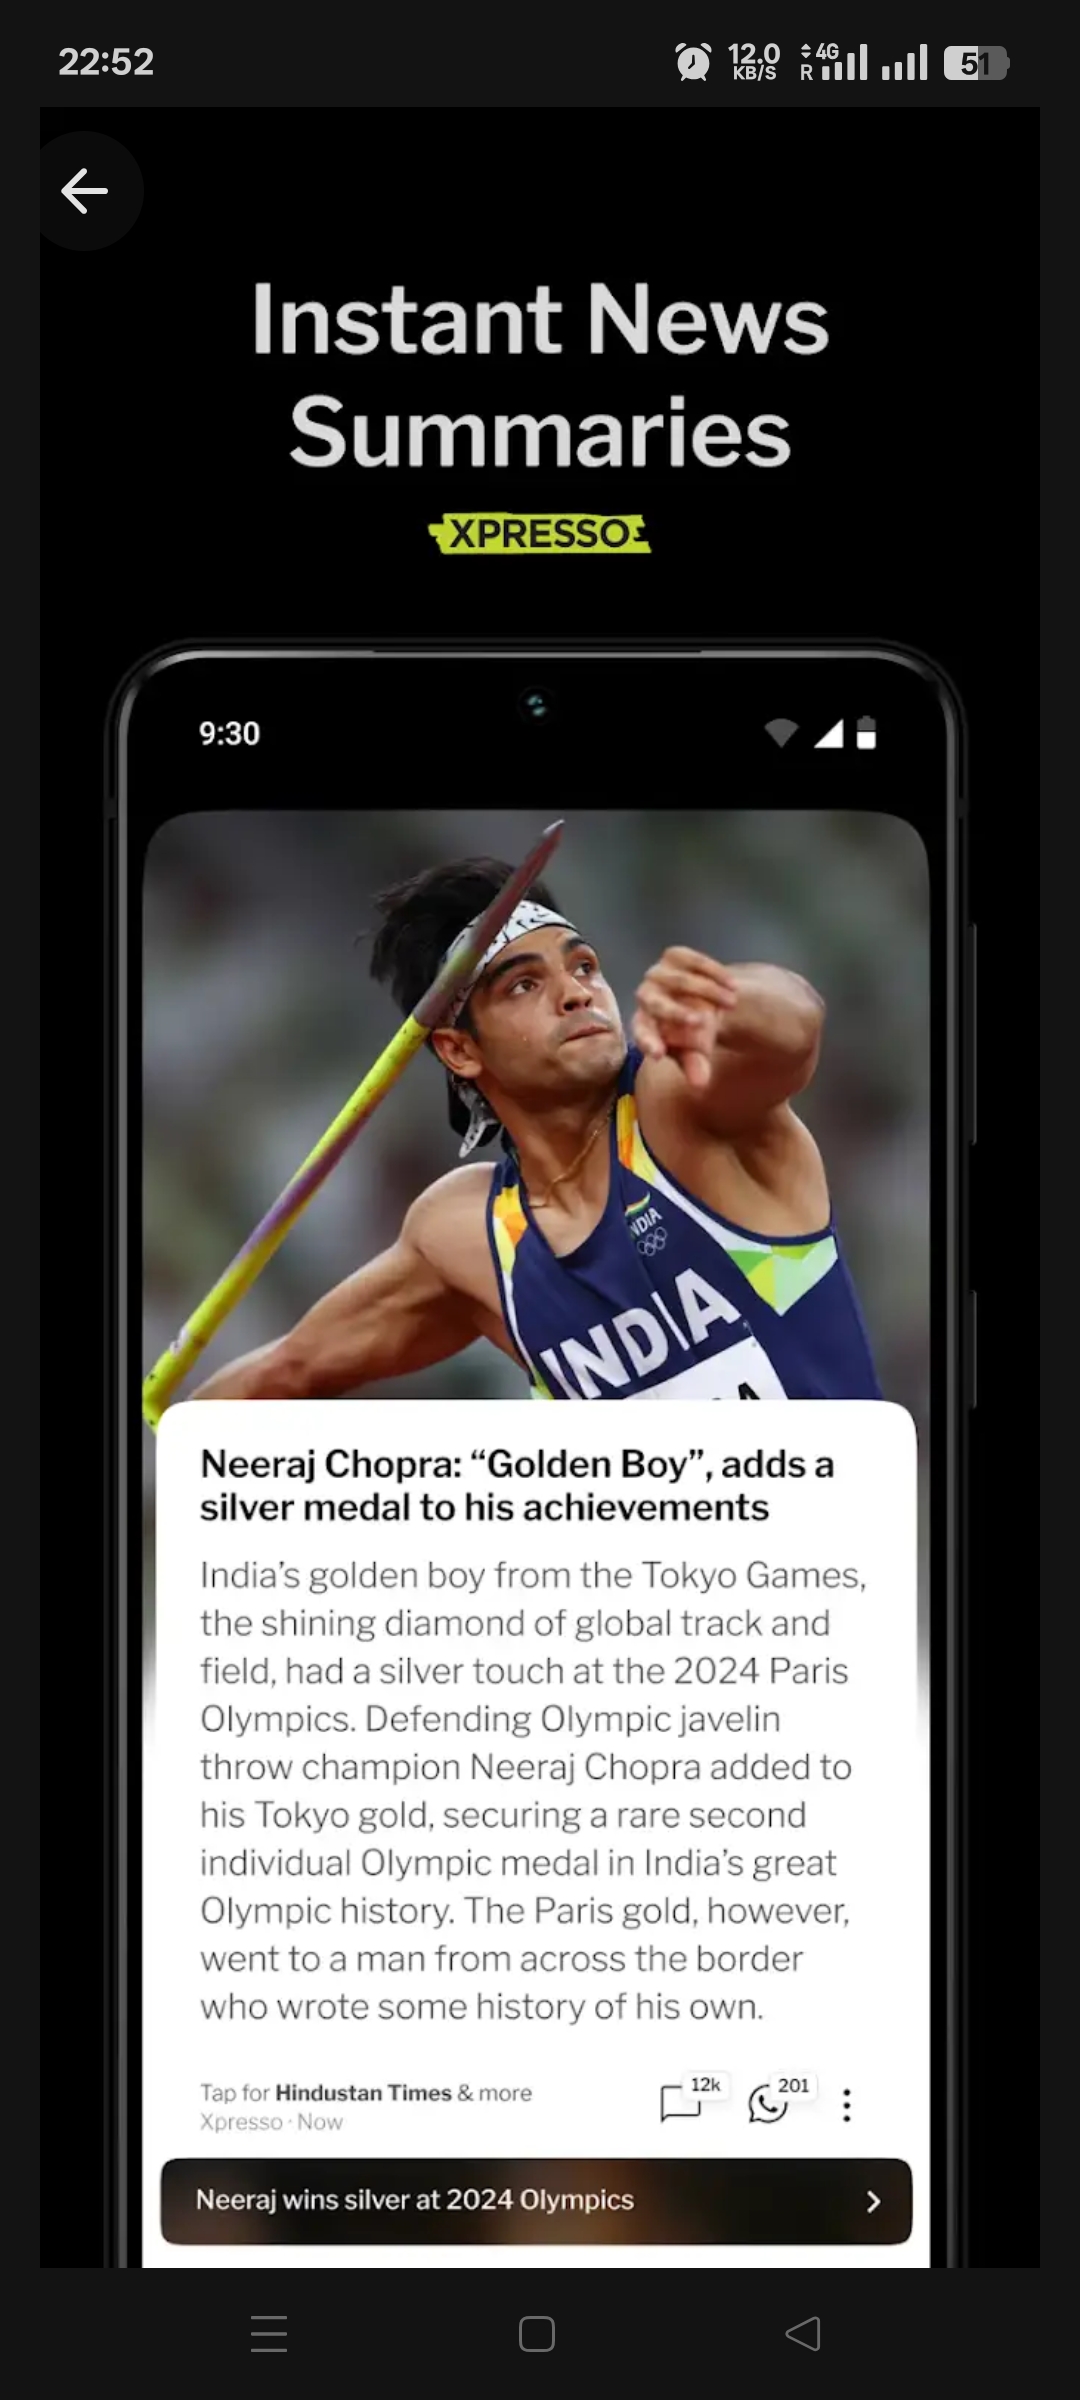 22:52
12.0
KB/S
4G
R
51
Instant News
Summaries
XPRESSO
9:30
INDIA
INDIA
Neeraj Chopra: “Golden Boy”, adds a
silver medal to his achievements
India’s golden boy from the Tokyo Games,
the shining diamond of global track and
field, had a silver touch at the 2024 Paris
Olympics. Defending Olympic javelin
throw champion Neeraj Chopra added to
his Tokyo gold, securing a rare second
individual Olympic medal in India’s great
Olympic history. The Paris gold, however,
went to a man from across the border
who wrote some history of his own.
Tap for Hindustan Times & more
Xpresso · Now
12k
201
Neeraj wins silver at 2024 Olympics